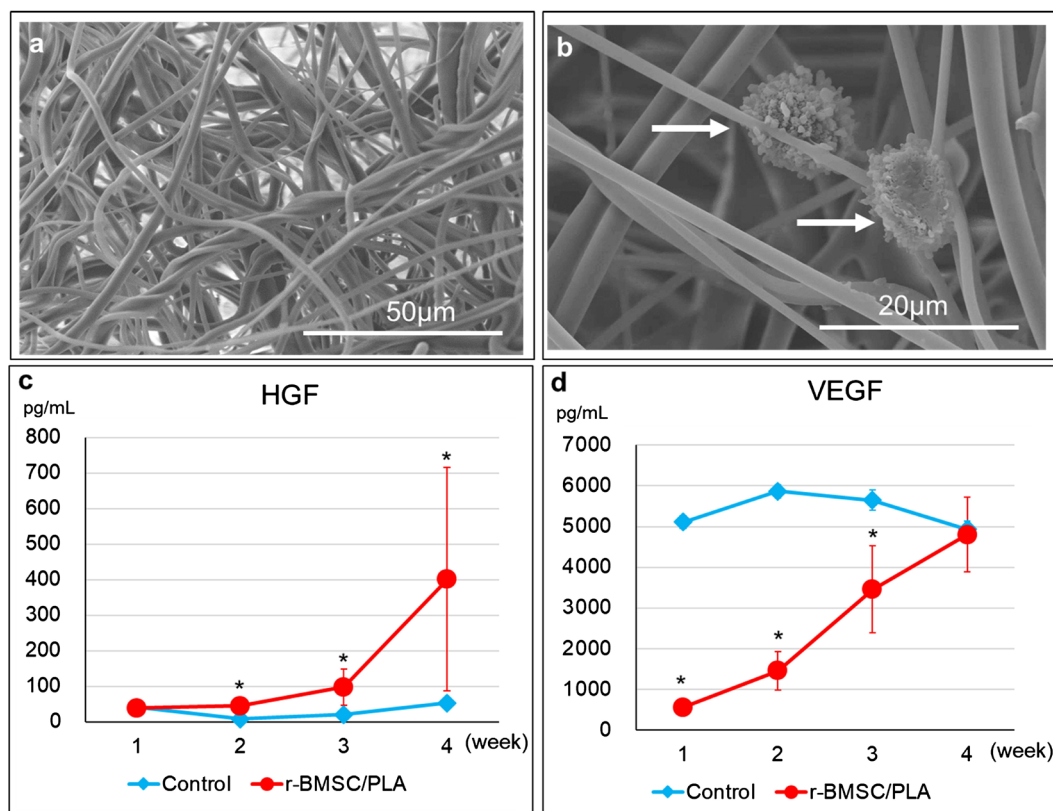 a
50µm
b
20µm
c
HGF
pg/mL
800
700
600
500
400
300
200
100
0
*
*
*
1 2 3 4 (week)
Control r-BMSC/PLA
d
VEGF
pg/mL
7000
6000
5000
4000
3000
2000
1000
0
*
*
*
1 2 3 4 (week)
Control r-BMSC/PLA